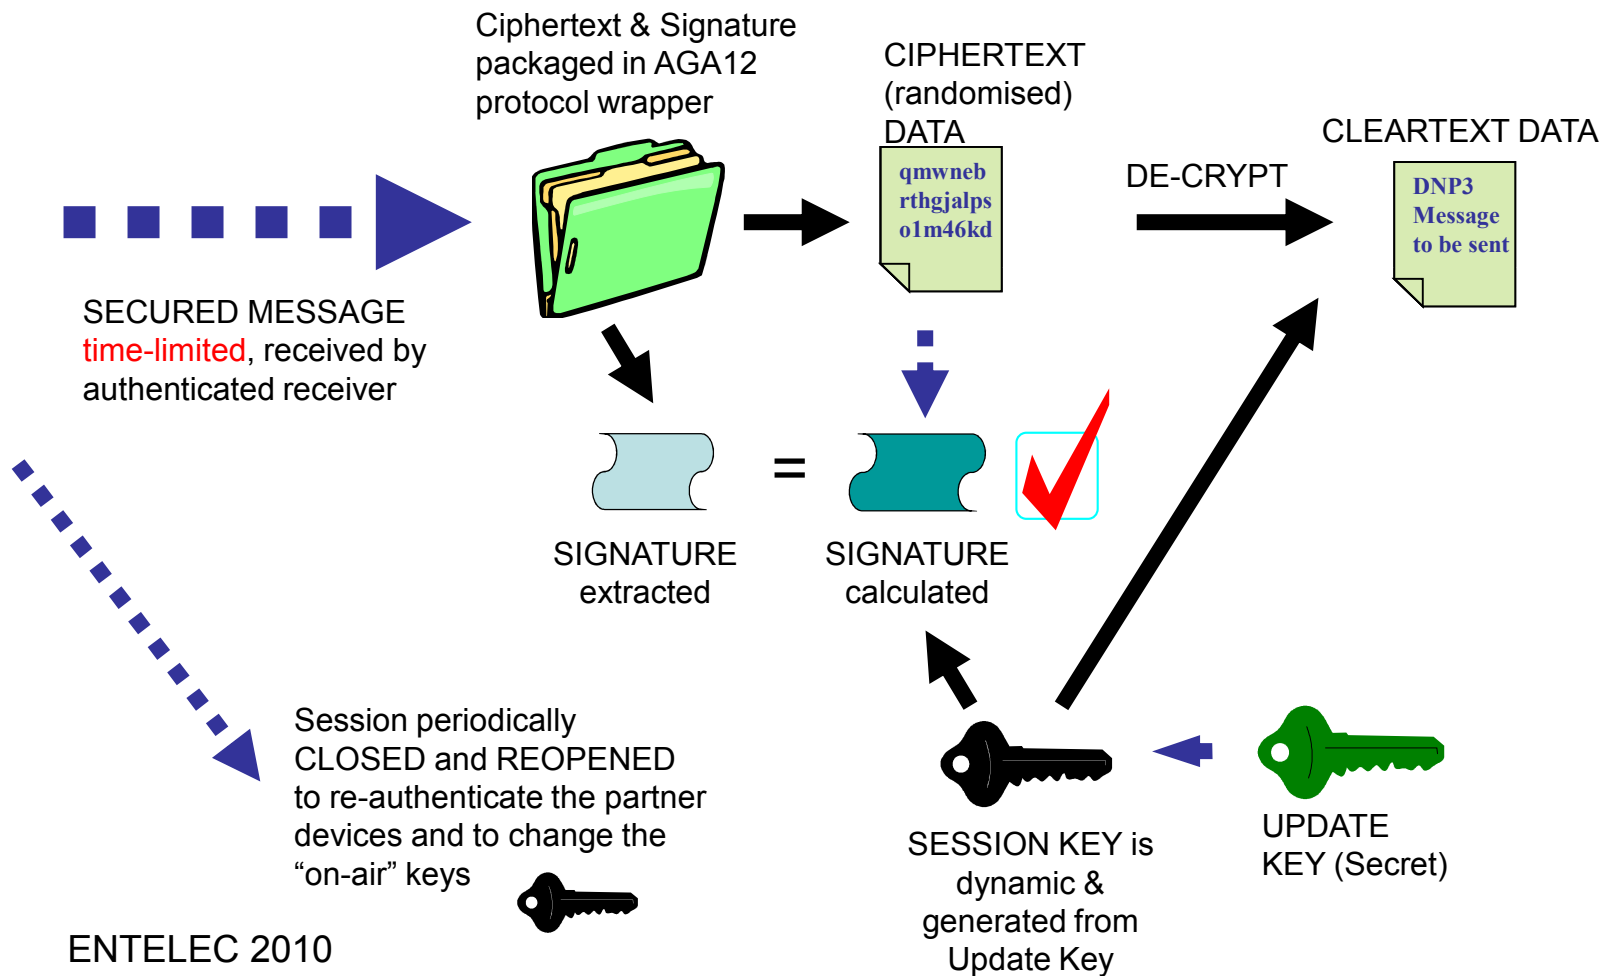 Ciphertext & Signature
packaged in AGA12
protocol wrapper
CIPHERTEXT
(randomised)
DATA
qmwneb
rthgjalps
o1m46kd
DE-CRYPT
CLEARTEXT DATA
DNP3
Message
to be sent
SECURED MESSAGE
time-limited, received by
authenticated receiver
=
SIGNATURE
extracted
SIGNATURE
calculated
Session periodically
CLOSED and REOPENED
to re-authenticate the partner
devices and to change the
“on-air” keys
SESSION KEY is
dynamic &
generated from
Update Key
UPDATE
KEY (Secret)
ENTELEC 2010